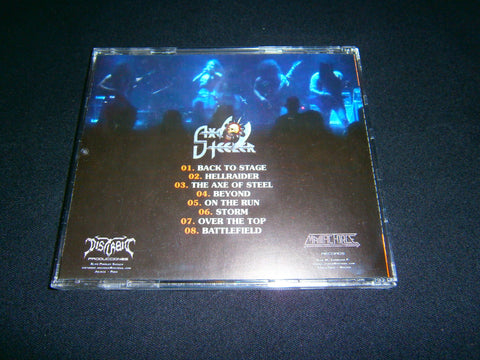 Axe
Steeler
01. BACK TO STAGE
02. HELLRAIDER
03. THE AXE OF STEEL
04. BEYOND
05. ON THE RUN
06. STORM
07. OVER THE TOP
08. BATTLEFIELD
DISTORTIC
PRODUCCIONES
RECORDS